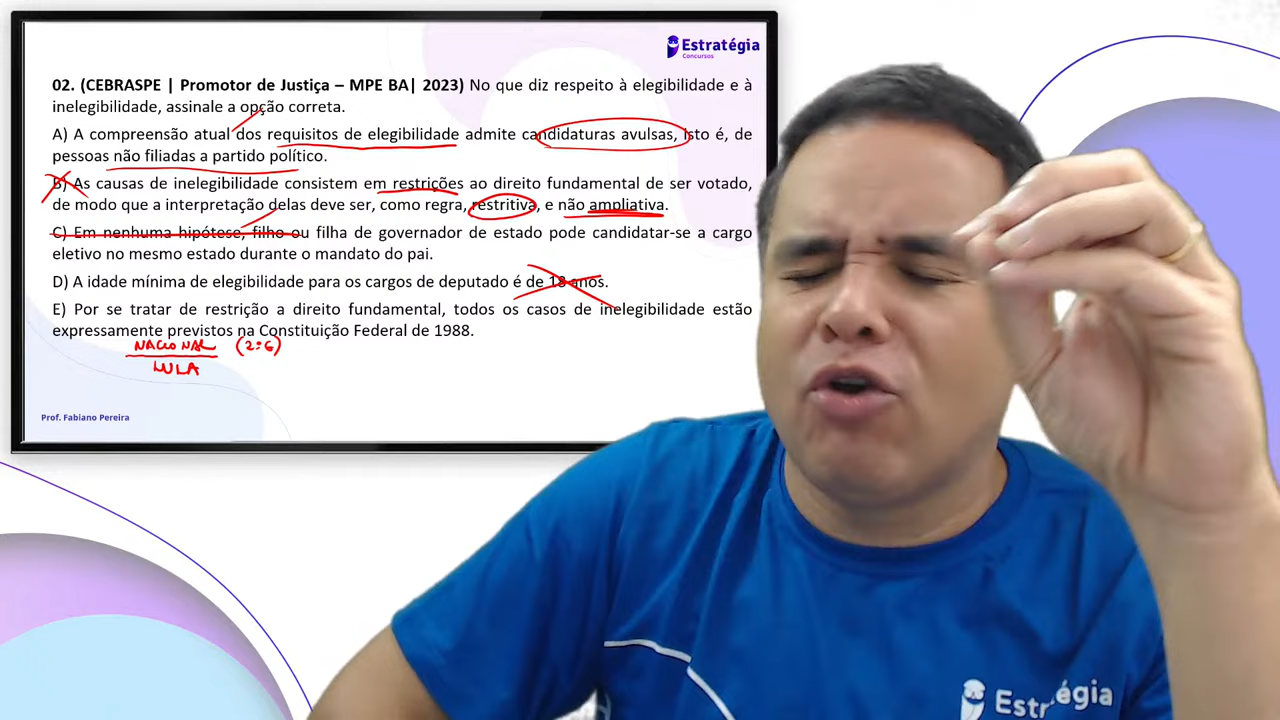 Estratégia
Concursos
02. (CEBRASPE | Promotor de Justiça – MPE BA| 2023) No que diz respeito à elegibilidade e à
inelegibilidade, assinale a opção correta.
A) A compreensão atual dos requisitos de elegibilidade admite candidaturas avulsas, isto é, de
pessoas não filiadas a partido político.
B) As causas de inelegibilidade consistem em restrições ao direito fundamental de ser votado,
de modo que a interpretação delas deve ser, como regra, restritiva, e não ampliativa.
C) Em nenhuma hipótese, filho ou filha de governador de estado pode candidatar-se a cargo
eletivo no mesmo estado durante o mandato do pai.
D) A idade mínima de elegibilidade para os cargos de deputado é de 18 anos.
E) Por se tratar de restrição a direito fundamental, todos os casos de inelegibilidade estão
expressamente previstos na Constituição Federal de 1988.
NACIONAL
LULA
Prof. Fabiano Pereira